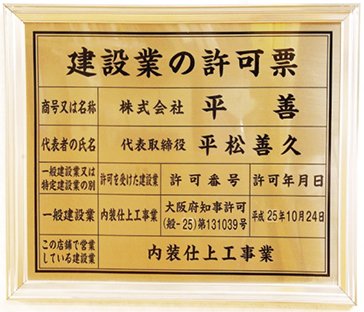 建設業の許可票
商号又は名称 株式会社 平 善
代表者の氏名 代表取締役 平松善久
一般建設業又は
特定建設業の別 許可を受けた建設業 許可番号 許可年月日
一般建設業 内装仕上工事業 大阪府知事許可
(般-25)第131039号 平成 25年10月24日
この店舗で営業
している建設業 内装仕上工事業